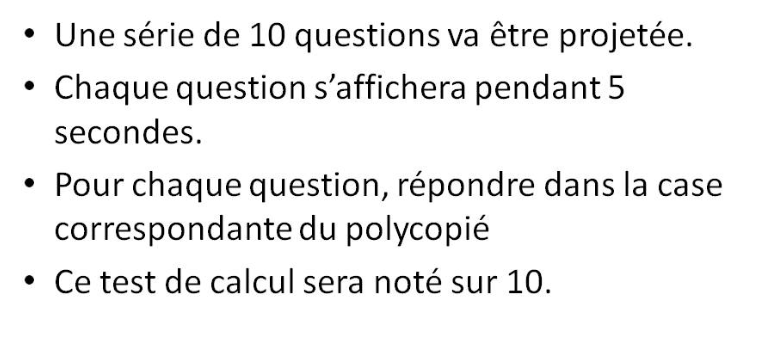 • Une série de 10 questions va être projetée.
• Chaque question s’affichera pendant 5
secondes.
• Pour chaque question, répondre dans la case
correspondante du polycopié
• Ce test de calcul sera noté sur 10.